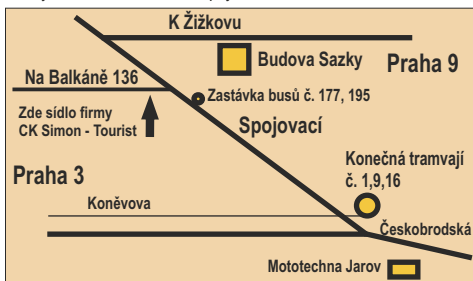 K Žižkovu
Budova Sazky
Praha 9
Na Balkáně 136
Zastávka busů č. 177, 195
Zde sídlo firmy
CK Simon - Tourist
Spojovací
Konečná tramvají
č. 1,9,16
Praha 3
Koněvova
Českobrodská
Mototechna Jarov